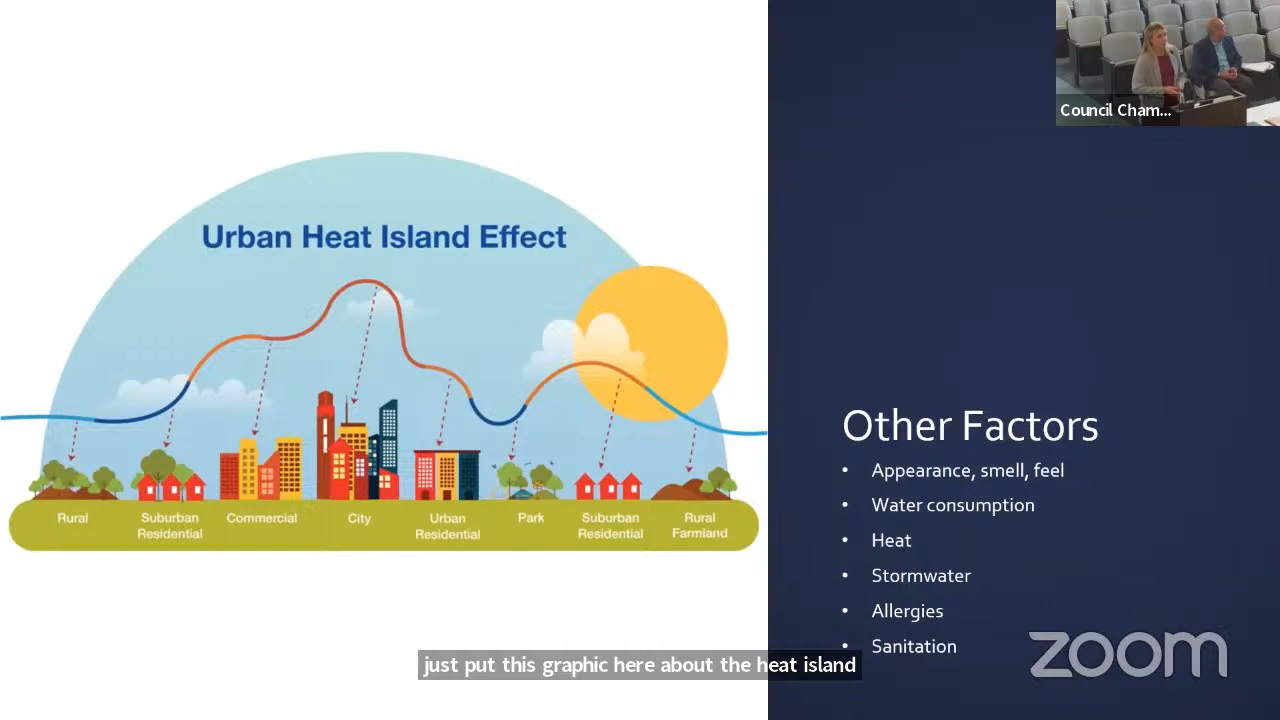 Council Cham...
Urban Heat Island Effect
Rural
Suburban
Residential
Commercial
City
Urban
Residential
Park
Suburban
Residential
Rural
Farmland
Other Factors
• Appearance, smell, feel
• Water consumption
• Heat
• Stormwater
• Allergies
• Sanitation
just put this graphic here about the heat island
zoom